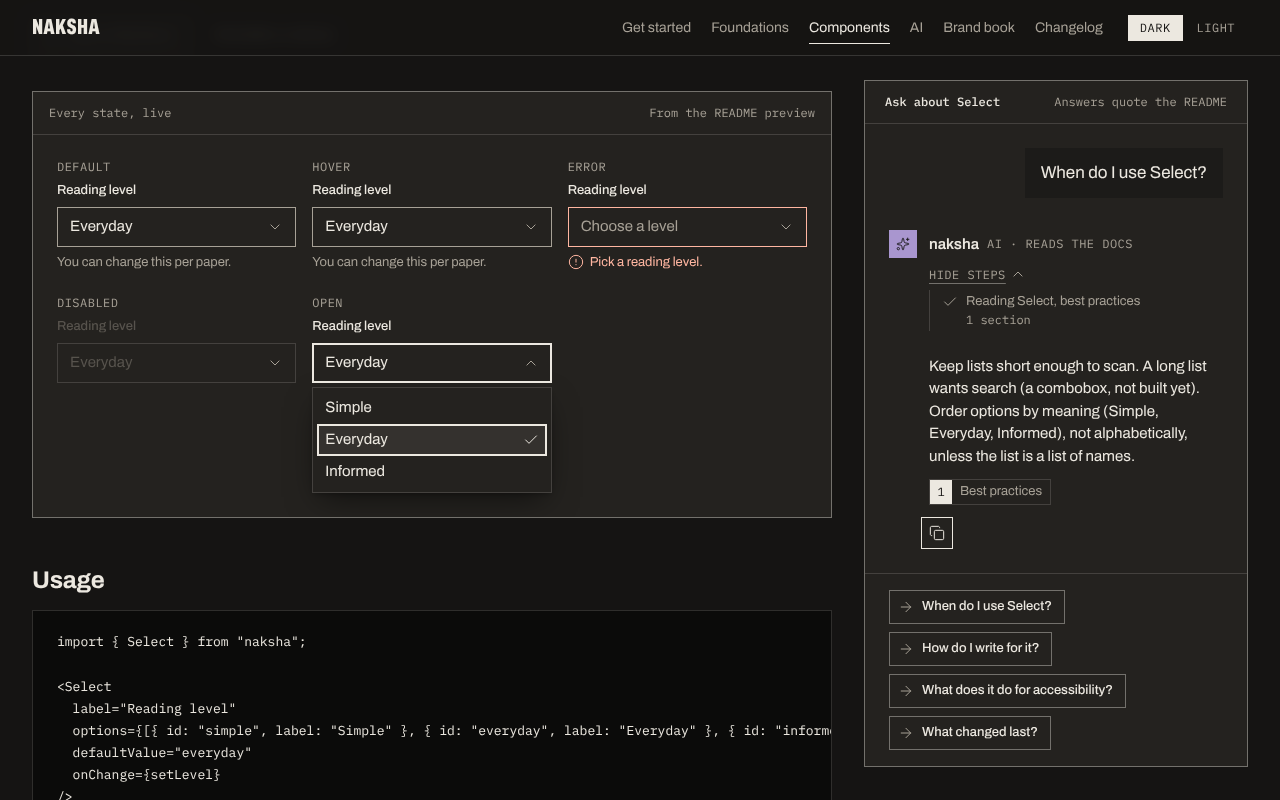 NAKSHA
Get started
Foundations
Components
AI
Brand book
Changelog
DARK
LIGHT
Every state, live
From the README preview
DEFAULT
Reading level
Everyday
You can change this per paper.
HOVER
Reading level
Everyday
You can change this per paper.
ERROR
Reading level
Choose a level
Pick a reading level.
DISABLED
Reading level
Everyday
OPEN
Reading level
Everyday
Simple
Everyday
Informed
Usage
import { Select } from "naksha";
<Select
label="Reading level"
options={[{ id: "simple", label: "Simple" }, { id: "everyday", label: "Everyday" }, { id: "informe
defaultValue="everyday"
onChange={setLevel}
/>
Ask about Select
Answers quote the README
When do I use Select?
naksha AI · READS THE DOCS
HIDE STEPS
Reading Select, best practices
1 section
Keep lists short enough to scan. A long list
wants search (a combobox, not built yet).
Order options by meaning (Simple,
Everyday, Informed), not alphabetically,
unless the list is a list of names.
1 Best practices
When do I use Select?
How do I write for it?
What does it do for accessibility?
What changed last?